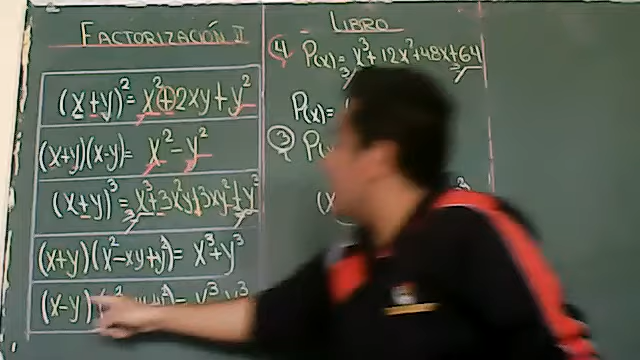 FACTORIZACIÓN II
(x+y)² = x²+2xy+y²
(x+y)(x-y)= x²-y²
(x+y)³ = x³+3x²y+3xy²+y³
(x+y)(x²-xy+y²)= x³+y³
(x-y)
LIBRO
4 P(x)= x³+12x²+48x+64
P(x)=
3